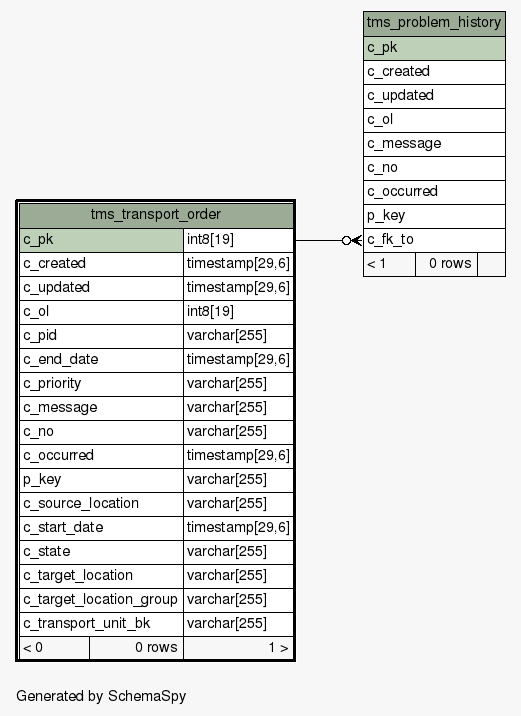 tms_problem_history
c_pk
c_created
c_updated
c_ol
c_message
c_no
c_occurred
p_key
c_fk_to
< 1 0 rows
tms_transport_order
c_pk int8[19]
c_created timestamp[29,6]
c_updated timestamp[29,6]
c_ol int8[19]
c_pid varchar[255]
c_end_date timestamp[29,6]
c_priority varchar[255]
c_message varchar[255]
c_no varchar[255]
c_occurred timestamp[29,6]
p_key varchar[255]
c_source_location varchar[255]
c_start_date timestamp[29,6]
c_state varchar[255]
c_target_location varchar[255]
c_target_location_group varchar[255]
c_transport_unit_bk varchar[255]
< 0 0 rows 1 >
Generated by SchemaSpy